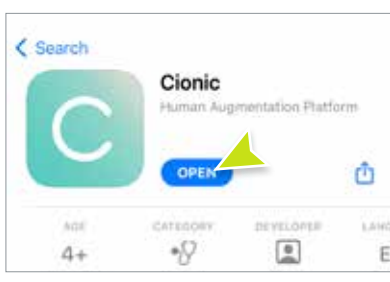 Search
Cionic
Human Augmentation Platform
C
OPEN
AGE
CATEGORY
DEVELOPER
4+